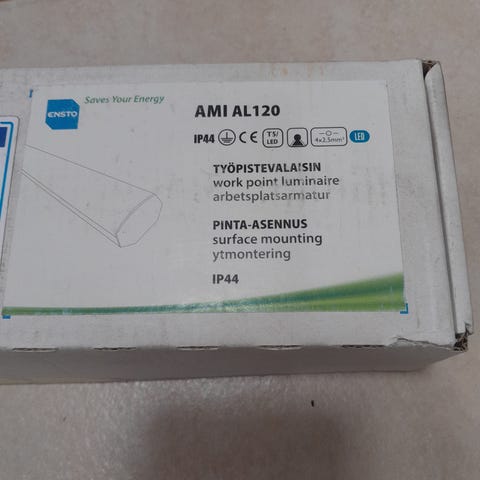 ENSTO
Saves Your Energy
AMI AL120
IP44 CE T5/ LED 4x2,5mm² LED
TYÖPISTEVALAISIN
work point luminaire
arbetsplatsarmatur
PINTA-ASENNUS
surface mounting
ytmontering
IP44